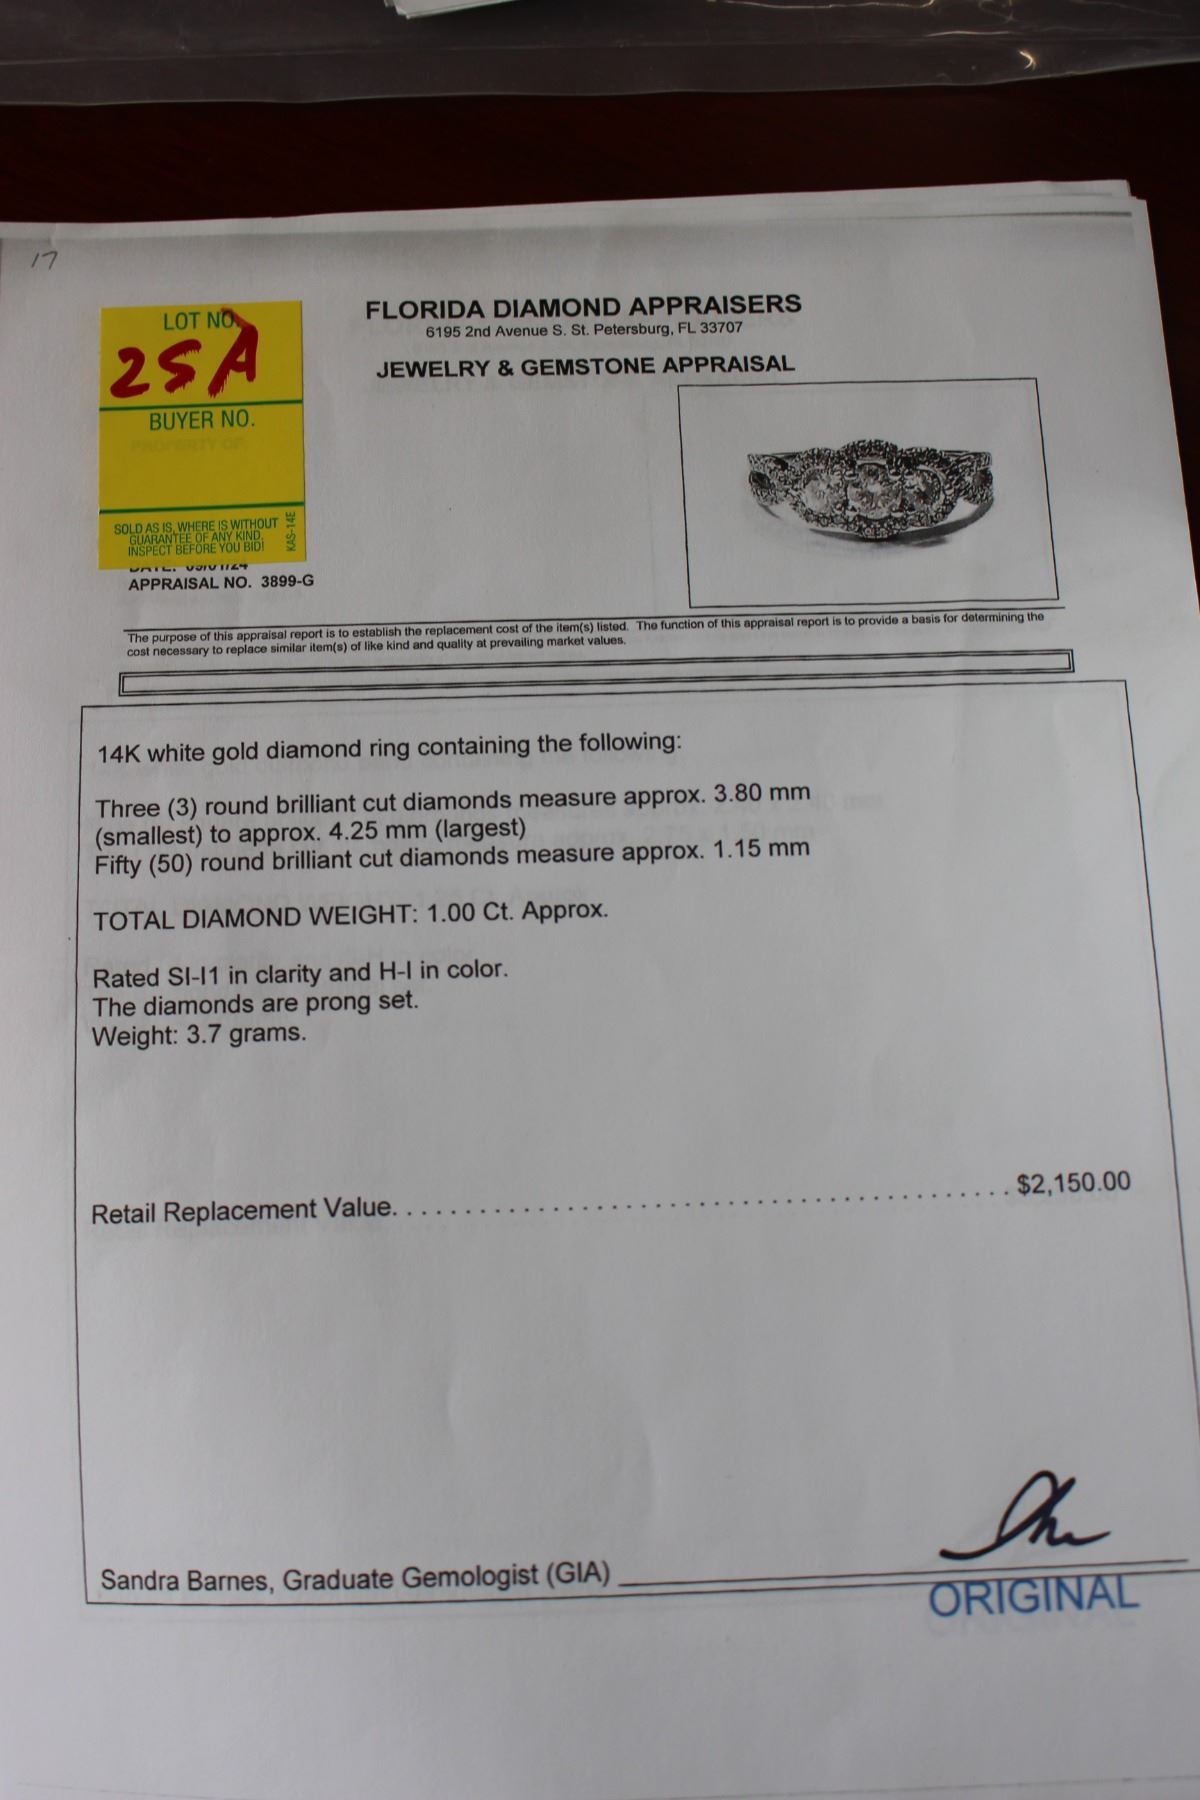 17
LOT NO.
25A
BUYER NO.
SOLD AS IS, WHERE IS WITHOUT
GUARANTEE OF ANY KIND.
INSPECT BEFORE YOU BID!
KAS-14E
FLORIDA DIAMOND APPRAISERS
6195 2nd Avenue S. St. Petersburg, FL 33707
JEWELRY & GEMSTONE APPRAISAL
PROPERTY OF
DATE:
APPRAISAL NO. 3899-G
The purpose of this appraisal report is to establish the replacement cost of the item(s) listed. The function of this appraisal report is to provide a basis for determining the
cost necessary to replace similar item(s) of like kind and quality at prevailing market values.
14K white gold diamond ring containing the following:
Three (3) round brilliant cut diamonds measure approx. 3.80 mm
(smallest) to approx. 4.25 mm (largest)
Fifty (50) round brilliant cut diamonds measure approx. 1.15 mm
TOTAL DIAMOND WEIGHT: 1.00 Ct. Approx.
Rated SI-I1 in clarity and H-I in color.
The diamonds are prong set.
Weight: 3.7 grams.
Retail Replacement Value. . . . . . . . . . . . . . . . . . . . . . . . . . . . . . . . . . . . . . . . . . $2,150.00
Sandra Barnes, Graduate Gemologist (GIA)
ORIGINAL